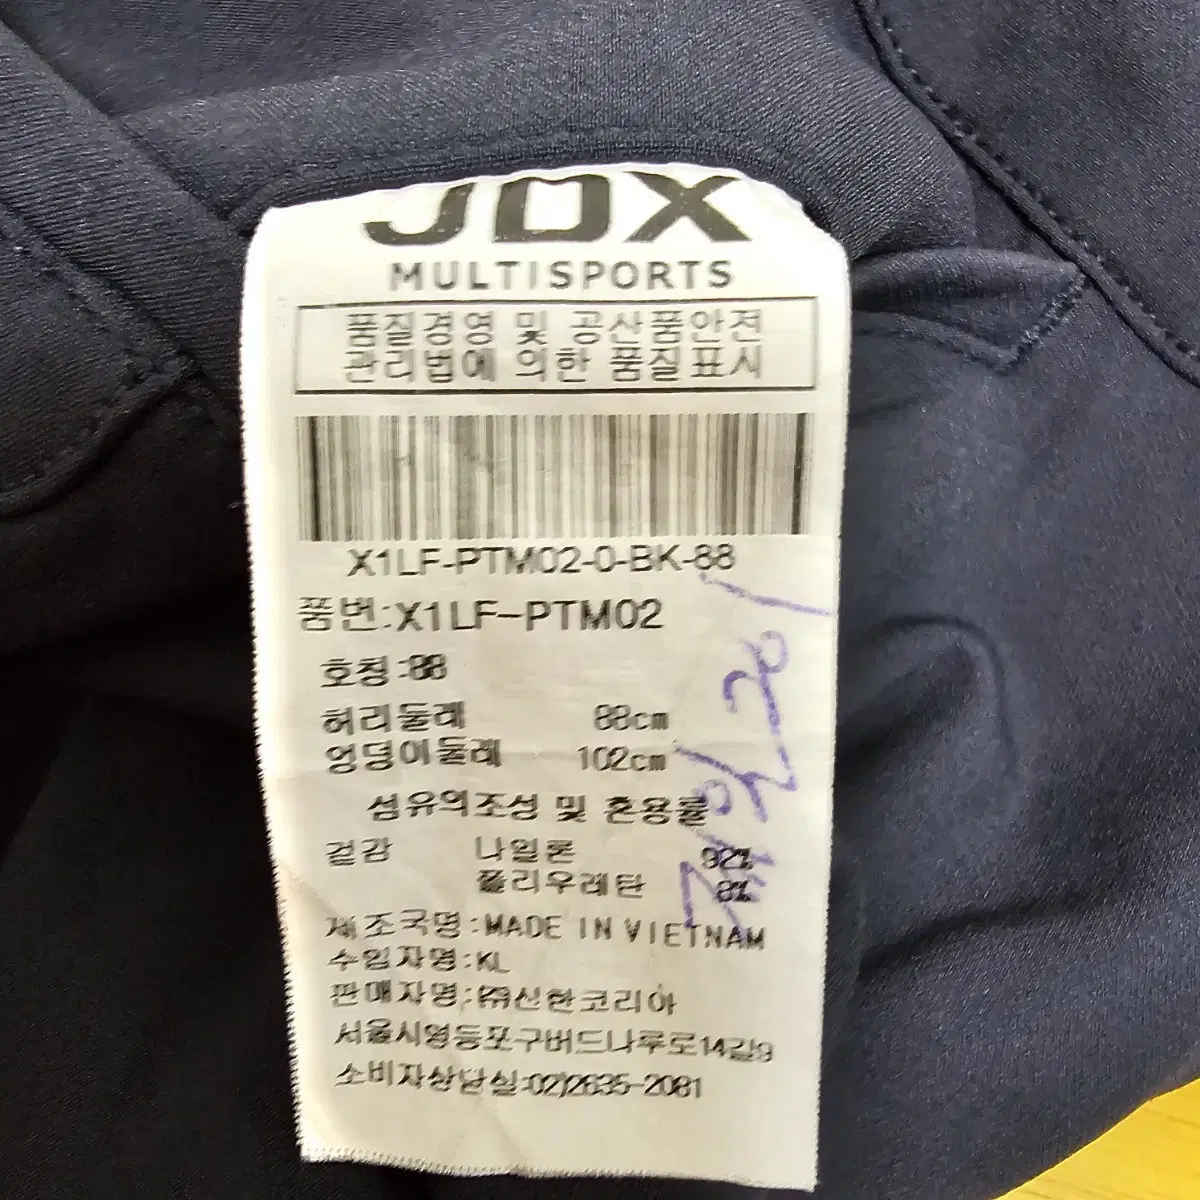 JDX
MULTISPORTS
품질경영 및 공산품안전
관리법에 의한 품질표시
X1LF-PTM02-0-BK-88
품번:X1LF-PTM02
호칭:88
허리둘레 88cm
엉덩이둘레 102cm
섬유의조성 및 혼용률
겉감 나일론 92%
폴리우레탄 8%
제조국명:MADE IN VIETNAM
수입자명:KL
판매자명:㈜신한코리아
서울시영등포구버드나루로14길9
소비자상담실:02)2635-2081